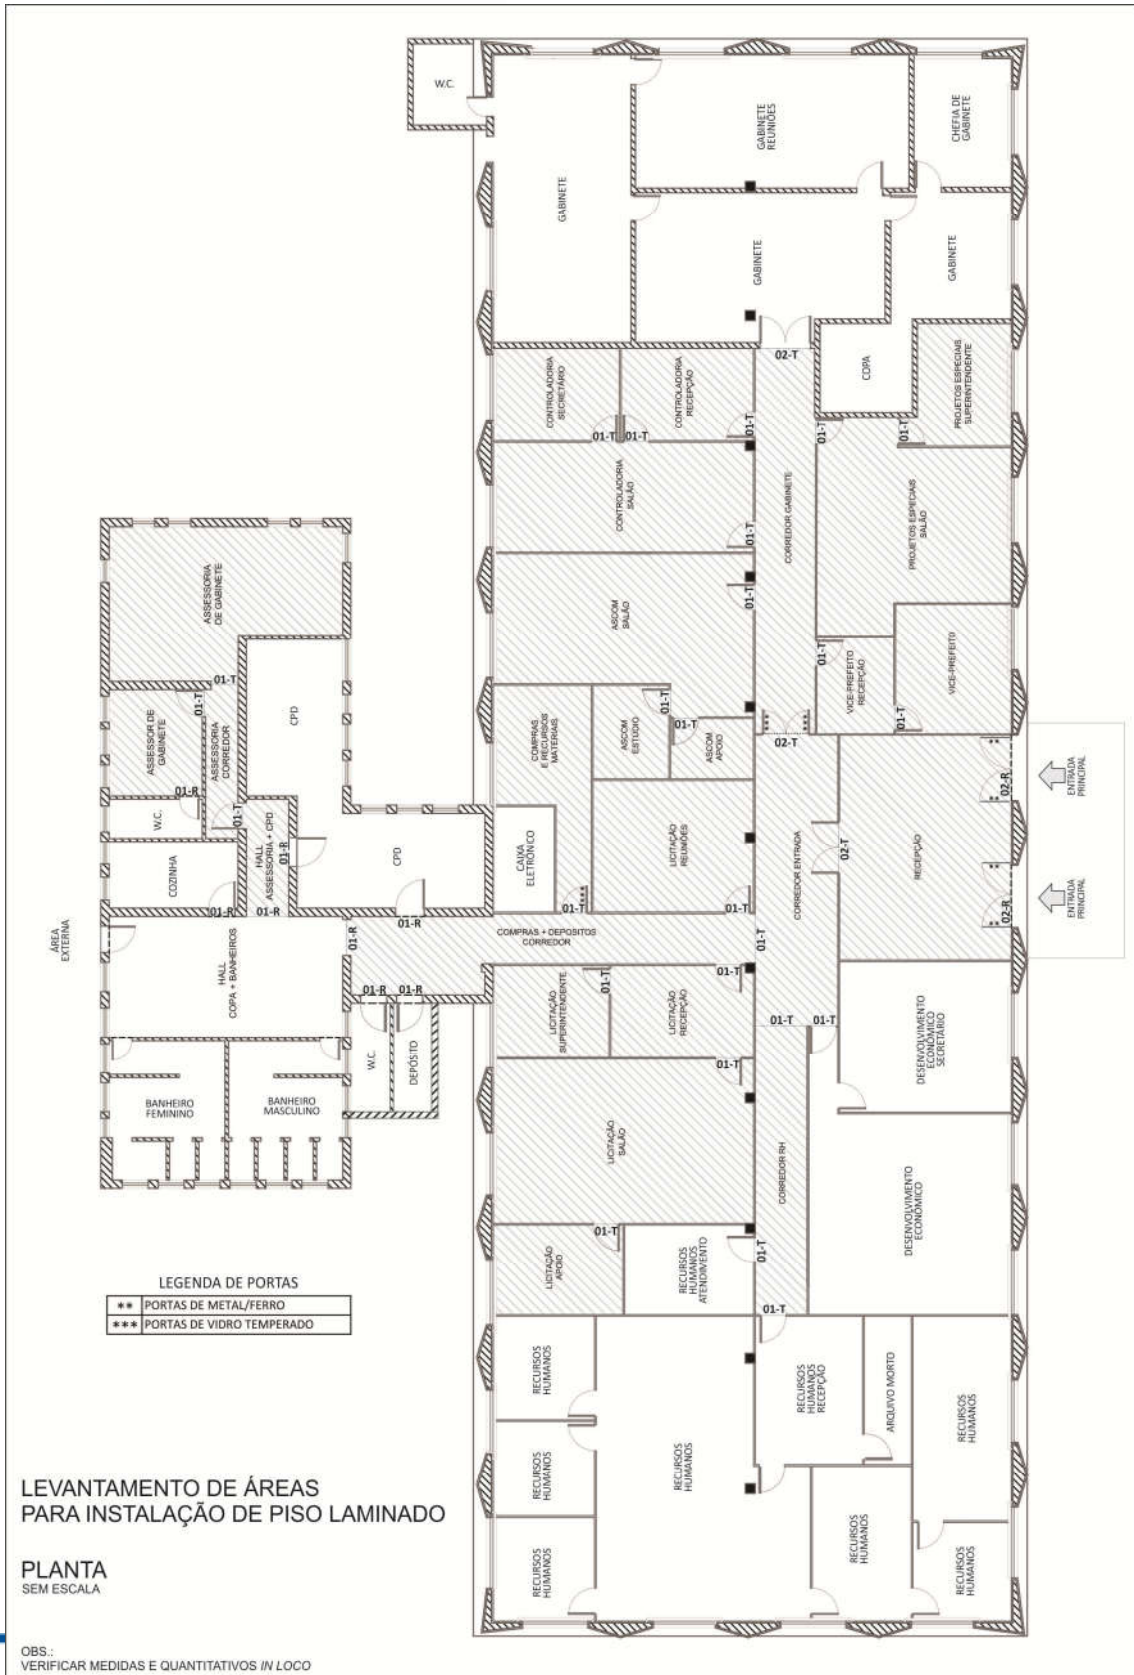 W.C.
GABINETE
GABINETE
REUNIÕES
CHEFIA DE
GABINETE
GABINETE
GABINETE
COPA
02-T
CONTROLADORIA
SECRETÁRIO
CONTROLADORIA
RECEPÇÃO
PROJETOS ESPECIAIS
SUPERINTENDENTE
01-T
01-T
01-T
01-T
01-T
CONTROLADORIA
SALÃO
CORREDOR GABINETE
PROJETOS ESPECIAIS
SALÃO
01-T
ASSESSORIA
DE GABINETE
ASCOM
SALÃO
01-T
01-T
VICE-PREFEITO
RECEPÇÃO
VICE-PREFEITO
01-T
01-T
ASSESSOR DE
GABINETE
ASSESSORIA
CORREDOR
CPD
COMPRAS
E RECURSOS
MATERIAIS
ASCOM
ESTÚDIO
01-T
01-T
ASCOM
APOIO
***
***
02-T
01-T
**
**
02-R
ENTRADA
PRINCIPAL
01-R
W.C.
01-T
HALL
ASSESSORIA + CPD
01-R
COZINHA
CPD
CAIXA
ELETRÔNICO
LICITAÇÃO
REUNIÕES
CORREDOR ENTRADA
02-T
RECEPÇÃO
**
**
02-R
ENTRADA
PRINCIPAL
***
01-R
01-R
01-R
01-T
01-T
ÁREA
EXTERNA
HALL
COPA + BANHEIROS
01-R
COMPRAS + DEPOSITOS
CORREDOR
01-T
01-R
01-R
LICITAÇÃO
SUPERINTENDENTE
01-T
LICITAÇÃO
RECEPÇÃO
01-T
01-T
01-T
DESENVOLVIMENTO
ECONÔMICO
SECRETÁRIO
W.C.
DEPÓSITO
01-T
BANHEIRO
FEMININO
BANHEIRO
MASCULINO
LICITAÇÃO
SALÃO
CORREDOR RH
DESENVOLVIMENTO
ECONÔMICO
01-T
01-T
LICITAÇÃO
APOIO
RECURSOS
HUMANOS
ATENDIMENTO
01-T
LEGENDA DE PORTAS
** PORTAS DE METAL/FERRO
*** PORTAS DE VIDRO TEMPERADO
RECURSOS
HUMANOS
RECURSOS
HUMANOS
RECEPÇÃO
ARQUIVO MORTO
RECURSOS
HUMANOS
RECURSOS
HUMANOS
RECURSOS
HUMANOS
RECURSOS
HUMANOS
RECURSOS
HUMANOS
RECURSOS
HUMANOS
LEVANTAMENTO DE ÁREAS
PARA INSTALAÇÃO DE PISO LAMINADO
PLANTA
SEM ESCALA
OBS.:
VERIFICAR MEDIDAS E QUANTITATIVOS IN LOCO